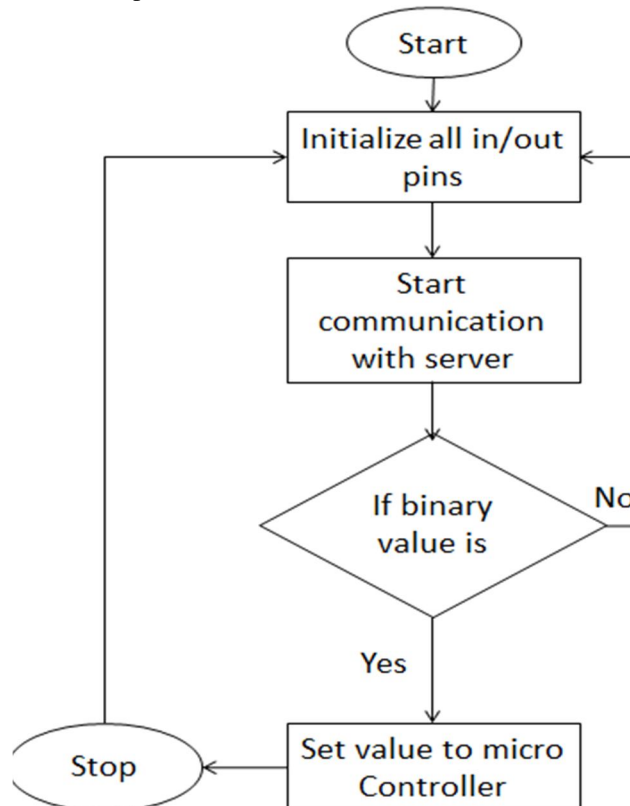 Start
Initialize all in/out
pins
Start
communication
with server
If binary
value is
No
Yes
Set value to micro
Controller
Stop